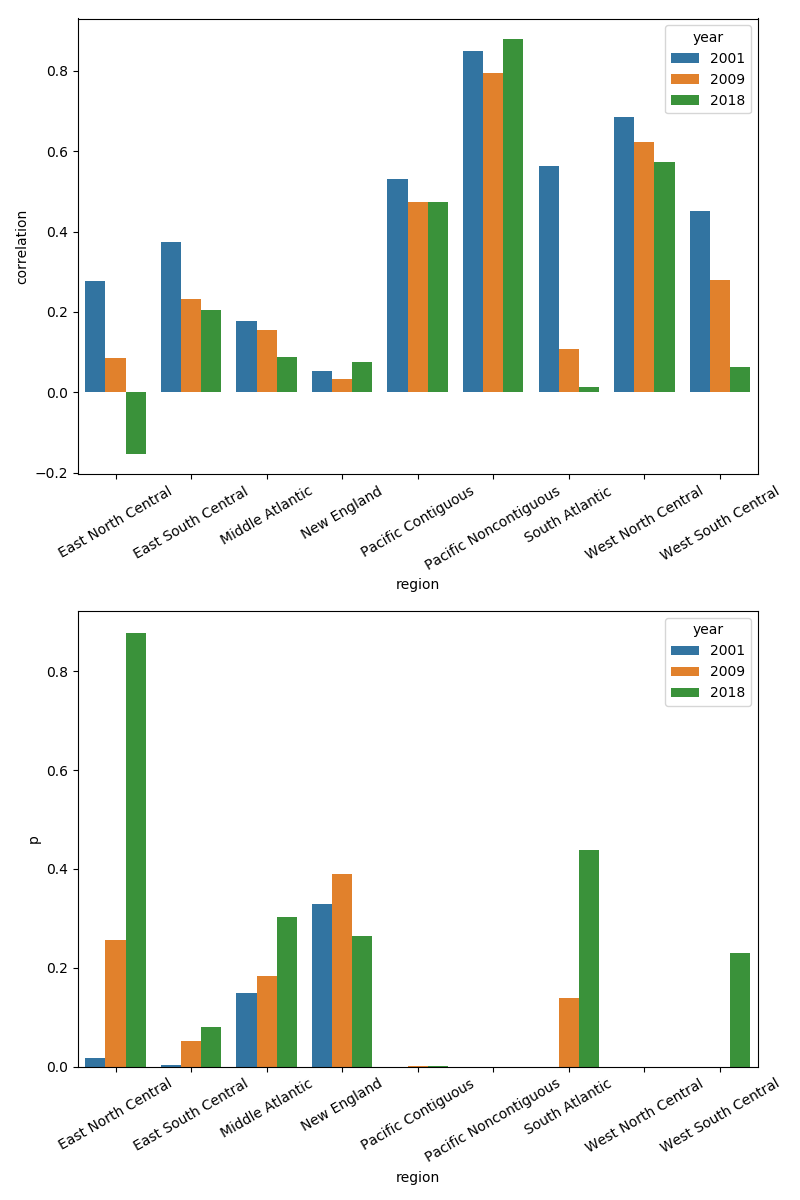 year
2001
2009
2018
0.8
0.6
0.4
0.2
0.0
−0.2
correlation
East North Central
East South Central
Middle Atlantic
New England
Pacific Contiguous
Pacific Noncontiguous
South Atlantic
West North Central
West South Central
region
year
2001
2009
2018
0.8
0.6
0.4
0.2
0.0
p
East North Central
East South Central
Middle Atlantic
New England
Pacific Contiguous
Pacific Noncontiguous
South Atlantic
West North Central
West South Central
region